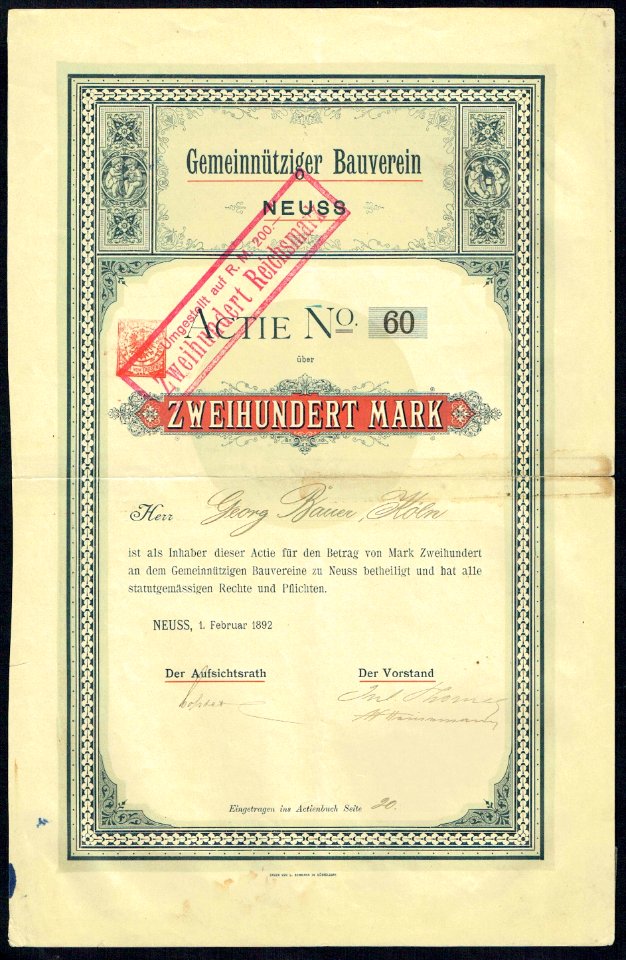 Gemeinnütziger Bauverein
NEUSS
Umgestellt auf R. M. 200.-
Zweihundert Reichsmark
ACTIE No. 60
über
ZWEIHUNDERT MARK
Herr Georg Bauer, Köln
ist als Inhaber dieser Actie für den Betrag von Mark Zweihundert
an dem Gemeinnützigen Bauvereine zu Neuss betheiligt und hat alle
statutgemässigen Rechte und Pflichten.
NEUSS, 1. Februar 1892
Der Aufsichtsrath
Der Vorstand
Eingetragen ins Actienbuch Seite 20.